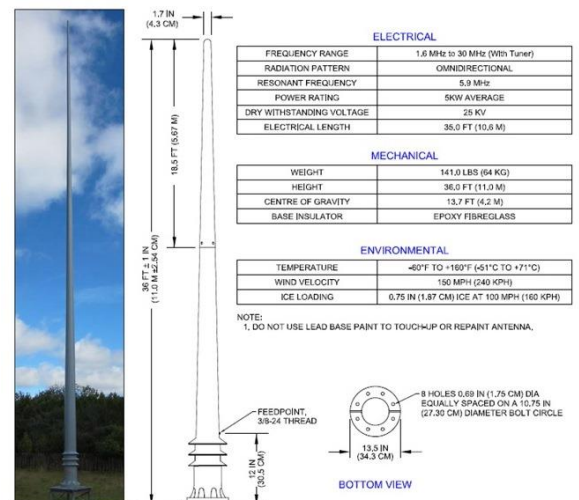 1.7 IN
(4.3 CM)
18.5 FT (5.67 M)
36 FT ± 1 IN
(11.0 M ±2.54 CM)
FEEDPOINT,
3/8-24 THREAD
12 IN
(30.5 CM)
ELECTRICAL
FREQUENCY RANGE 1.6 MHz to 30 MHz (With Tuner)
RADIATION PATTERN OMNIDIRECTIONAL
RESONANT FREQUENCY 5.9 MHz
POWER RATING 5KW AVERAGE
DRY WITHSTANDING VOLTAGE 25 KV
ELECTRICAL LENGTH 35.0 FT (10.6 M)
MECHANICAL
WEIGHT 141.0 LBS (64 KG)
HEIGHT 36.0 FT (11.0 M)
CENTRE OF GRAVITY 13.7 FT (4.2 M)
BASE INSULATOR EPOXY FIBREGLASS
ENVIRONMENTAL
TEMPERATURE -60°F TO +160°F (-51°C TO +71°C)
WIND VELOCITY 150 MPH (240 KPH)
ICE LOADING 0.75 IN (1.87 CM) ICE AT 100 MPH (160 KPH)
NOTE:
1. DO NOT USE LEAD BASE PAINT TO TOUCH-UP OR REPAINT ANTENNA.
8 HOLES 0.69 IN (1.75 CM) DIA
EQUALLY SPACED ON A 10.75 IN
(27.30 CM) DIAMETER BOLT CIRCLE
13.5 IN
(34.3 CM)
BOTTOM VIEW